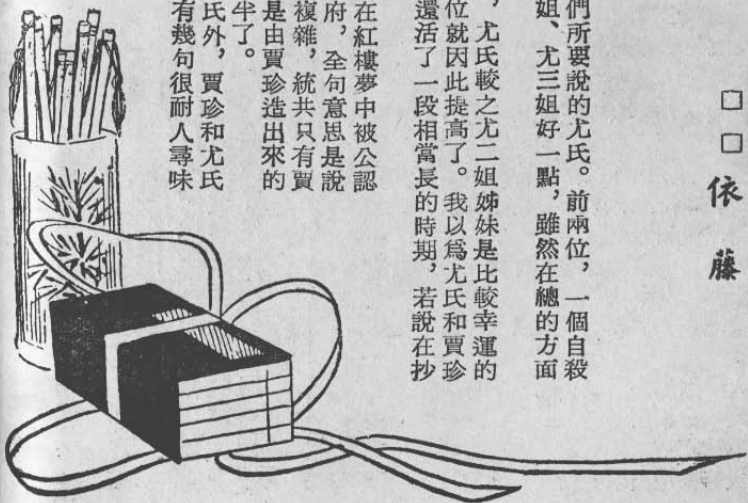 □□依藤
們所要說的尤氏。前兩位，一個自殺
姐、尤三姐好一點，雖然在總的方面
，尤氏較之尤二姐姊妹是比較幸運的
位就因此提高了。我以爲尤氏和賈珍
還活了一段相當長的時期，若說在抄
在紅樓夢中被公認
府，全句意思是說
複雜，統共只有賈
是由賈珍造出來的
半了。
氏外，賈珍和尤氏
有幾句很耐人尋味